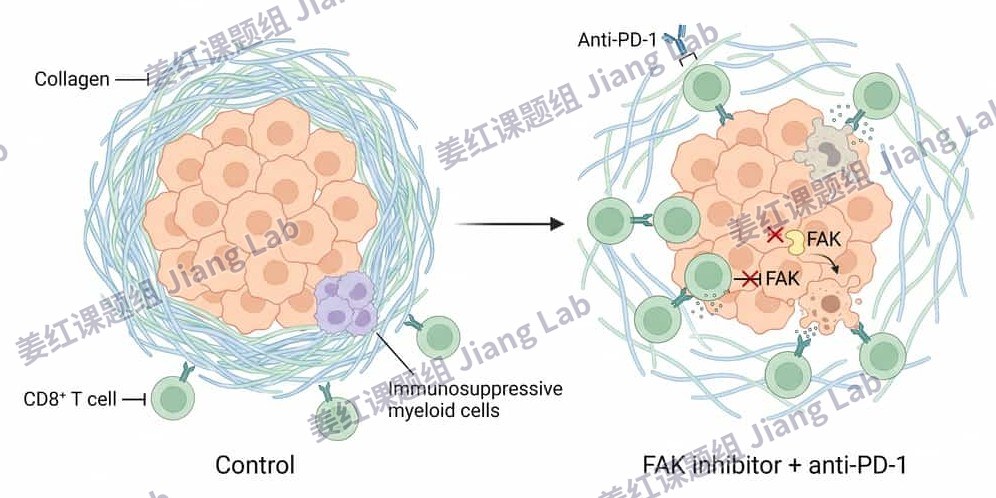 Anti-PD-1
Collagen
FAK
FAK
CD8⁺ T cell
Immunosuppressive
myeloid cells
Control
FAK inhibitor + anti-PD-1
姜红课题组 Jiang Lab
姜红课题组 Jiang Lab
姜红课题组 Jiang Lab
姜红课题组 Jiang Lab
姜红课题组 Jiang Lab
姜红课题组 Jiang Lab
姜红课题组 Jiang Lab